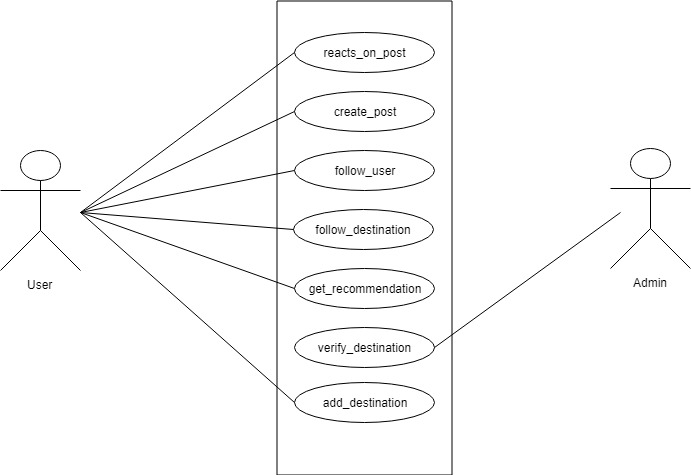 reacts_on_post
create_post
follow_user
follow_destination
get_recommendation
verify_destination
add_destination
User
Admin